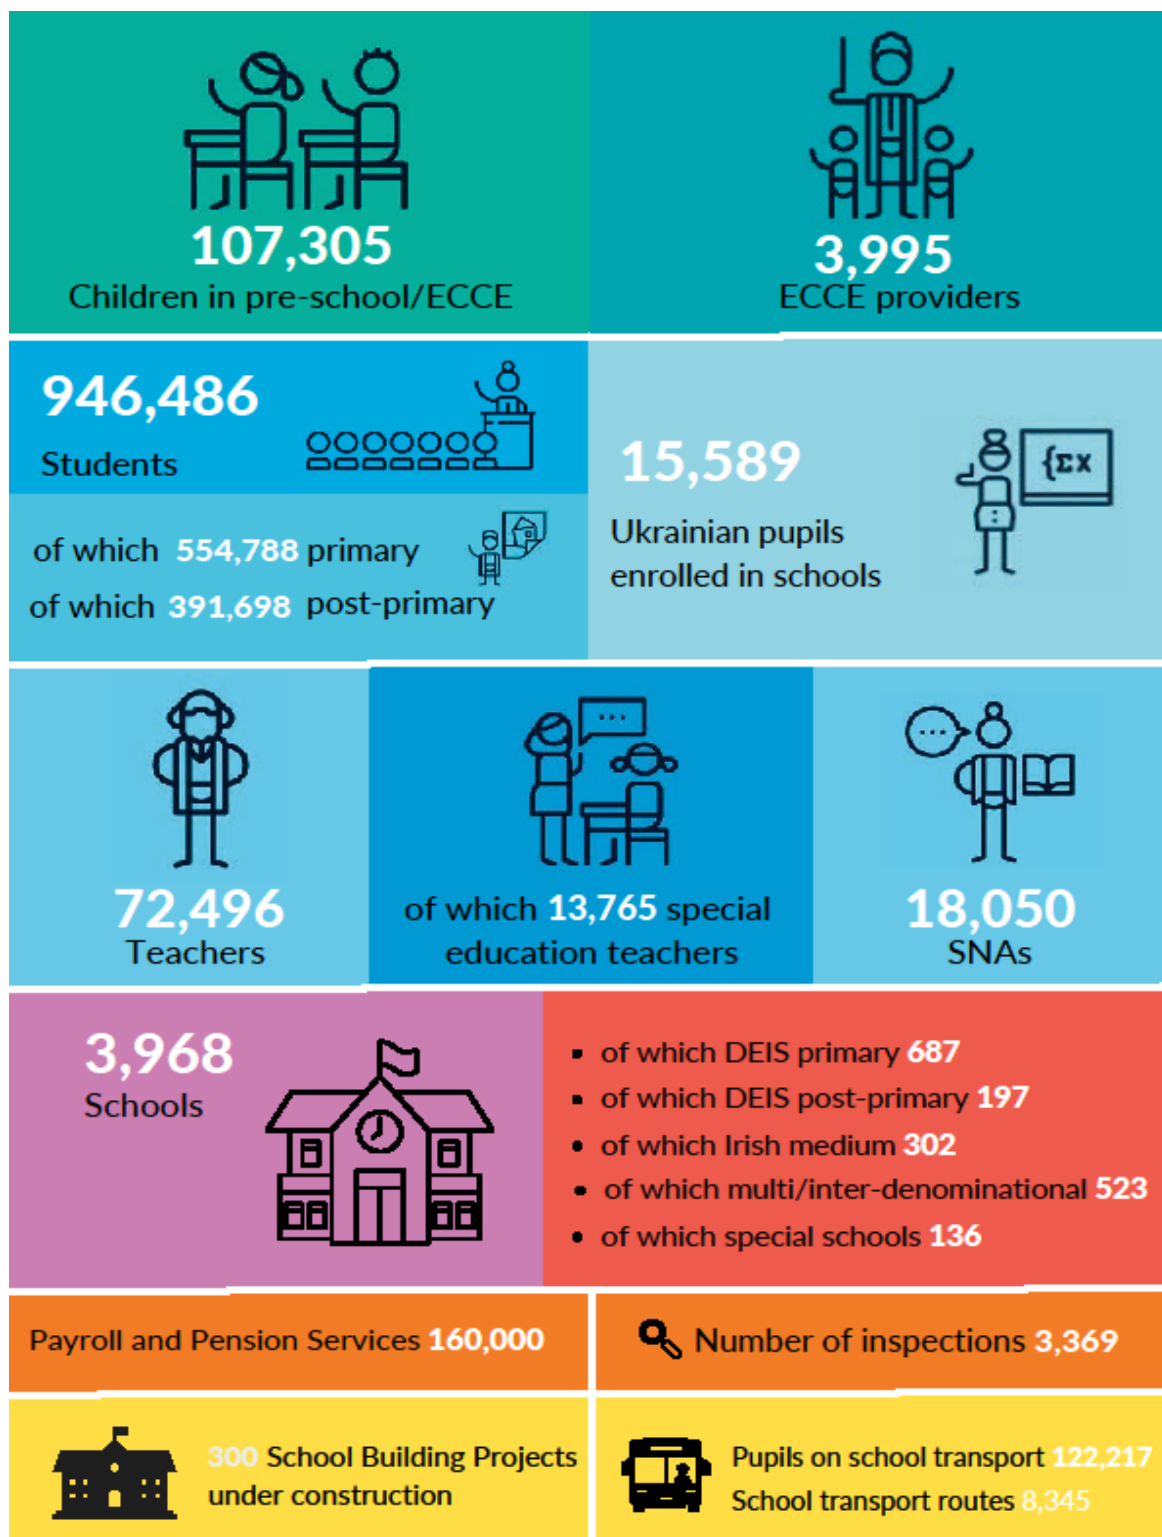 107,305
Children in pre-school/ECCE
3,995
ECCE providers
946,486
Students
of which 554,788 primary
of which 391,698 post-primary
15,589
Ukrainian pupils
enrolled in schools
{ΣX
72,496
Teachers
of which 13,765 special
education teachers
18,050
SNAs
3,968
Schools
▪ of which DEIS primary 687
▪ of which DEIS post-primary 197
• of which Irish medium 302
• of which multi/inter-denominational 523
• of which special schools 136
Payroll and Pension Services 160,000
Number of inspections 3,369
300 School Building Projects
under construction
Pupils on school transport 122,217
School transport routes 8,345